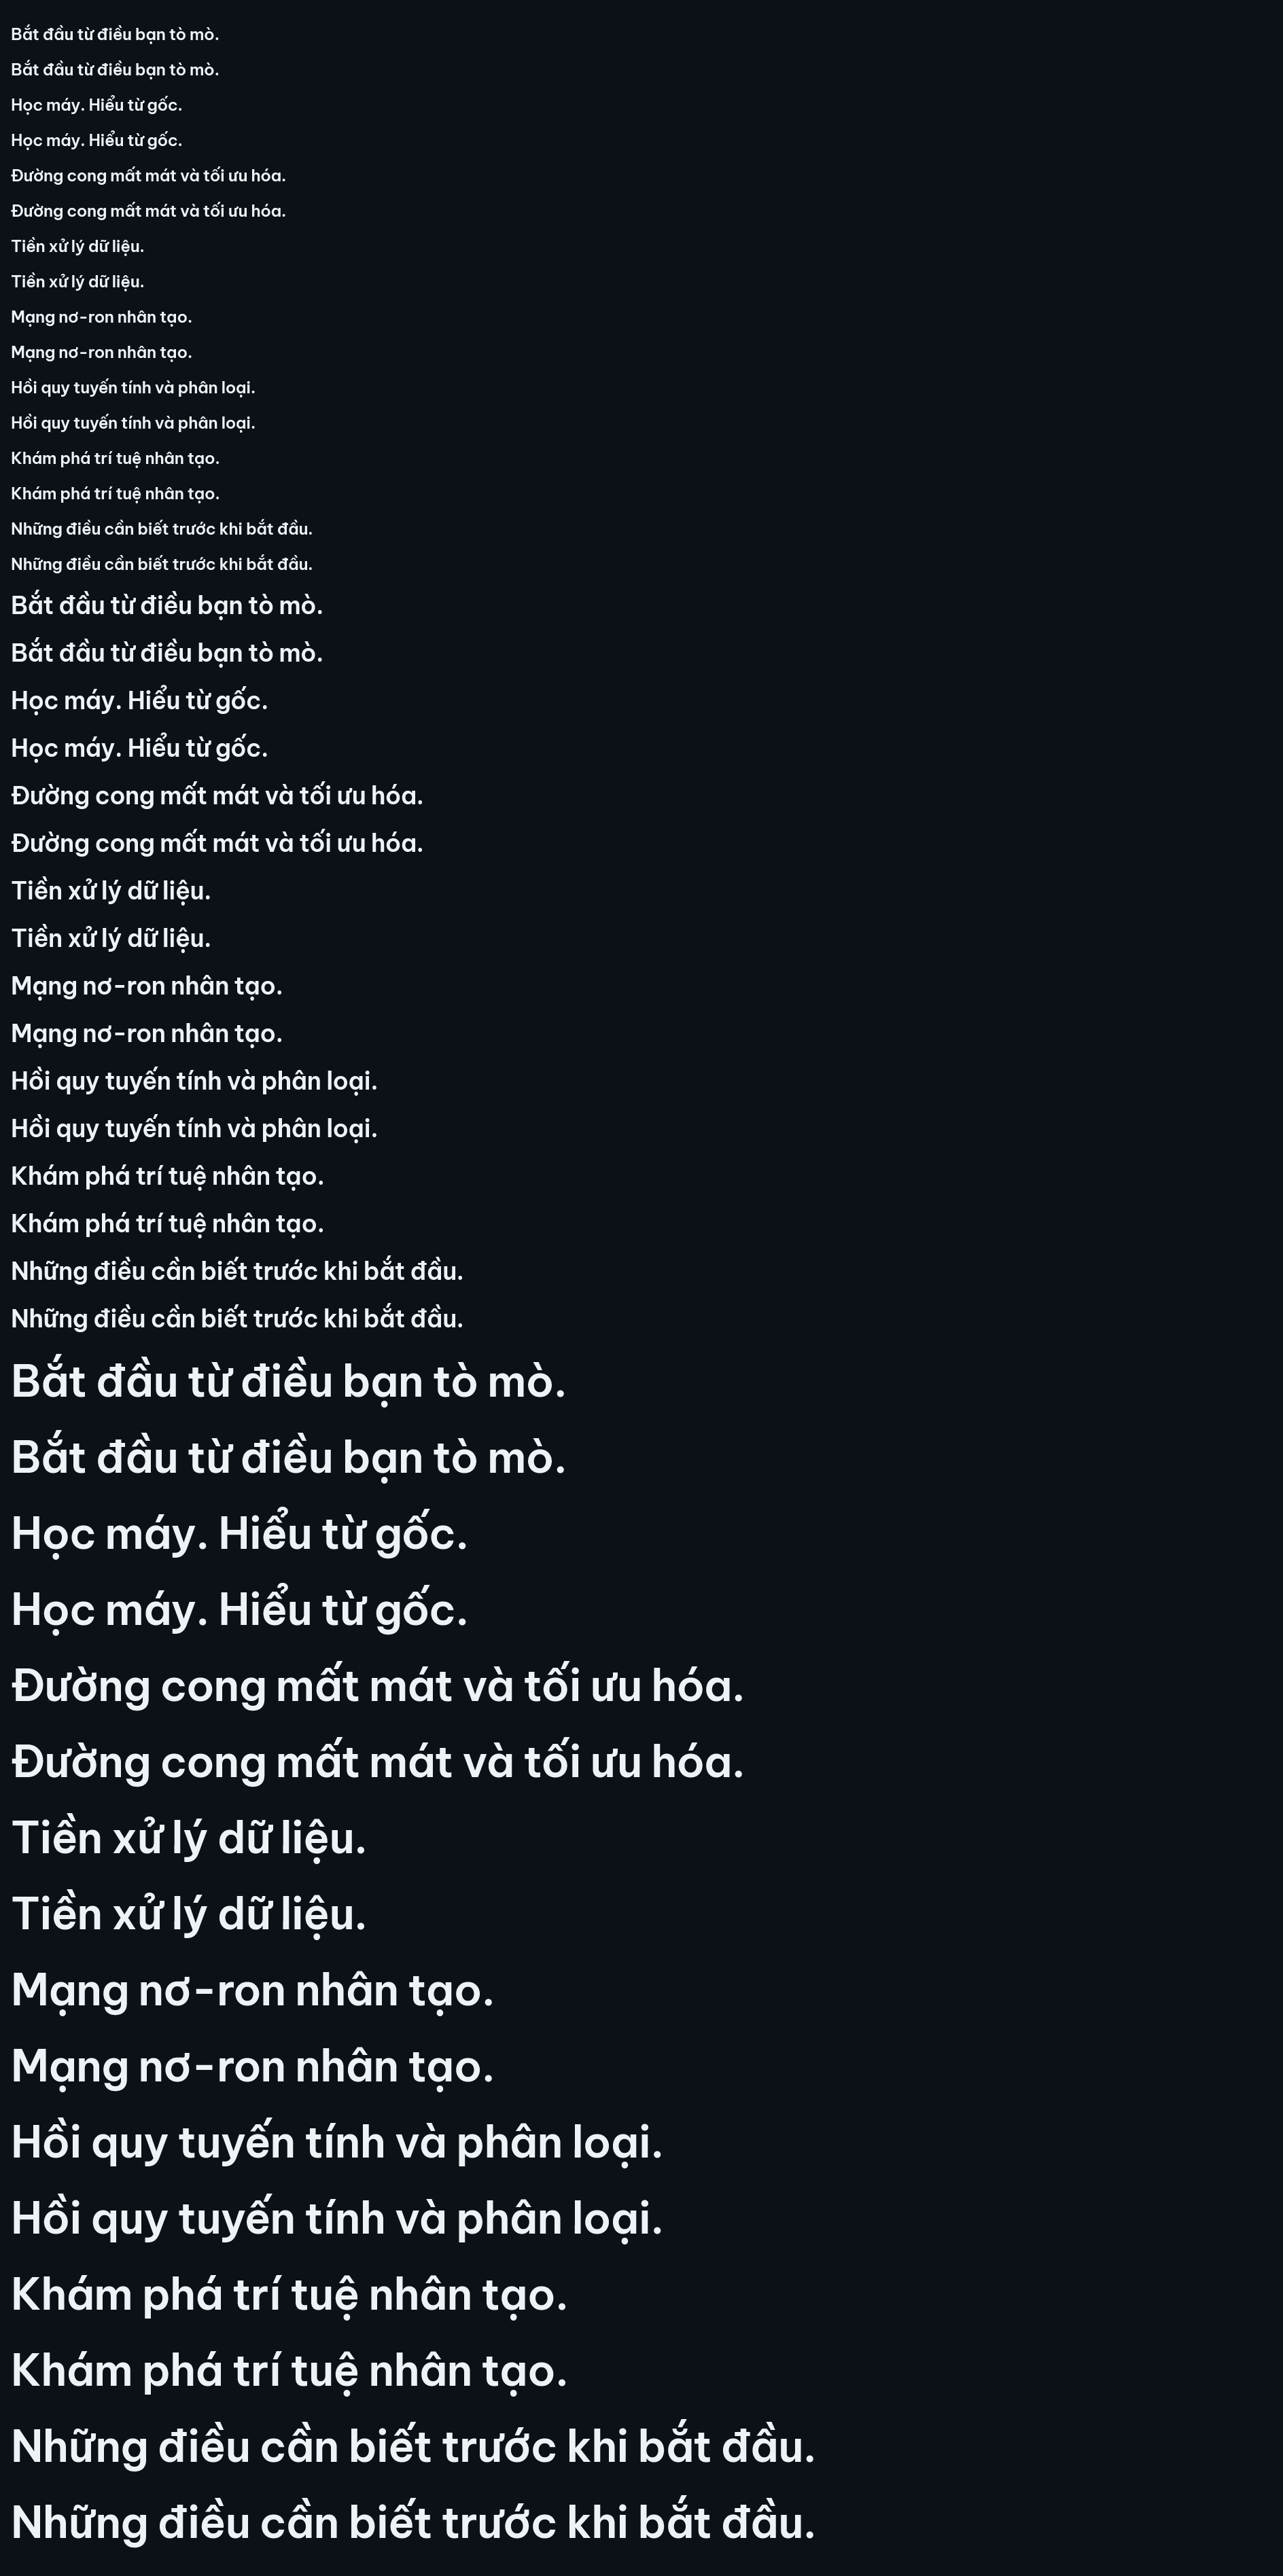 Bắt đầu từ điều bạn tò mò.
Bắt đầu từ điều bạn tò mò.
Học máy. Hiểu từ gốc.
Học máy. Hiểu từ gốc.
Đường cong mất mát và tối ưu hóa.
Đường cong mất mát và tối ưu hóa.
Tiền xử lý dữ liệu.
Tiền xử lý dữ liệu.
Mạng nơ-ron nhân tạo.
Mạng nơ-ron nhân tạo.
Hồi quy tuyến tính và phân loại.
Hồi quy tuyến tính và phân loại.
Khám phá trí tuệ nhân tạo.
Khám phá trí tuệ nhân tạo.
Những điều cần biết trước khi bắt đầu.
Những điều cần biết trước khi bắt đầu.
Bắt đầu từ điều bạn tò mò.
Bắt đầu từ điều bạn tò mò.
Học máy. Hiểu từ gốc.
Học máy. Hiểu từ gốc.
Đường cong mất mát và tối ưu hóa.
Đường cong mất mát và tối ưu hóa.
Tiền xử lý dữ liệu.
Tiền xử lý dữ liệu.
Mạng nơ-ron nhân tạo.
Mạng nơ-ron nhân tạo.
Hồi quy tuyến tính và phân loại.
Hồi quy tuyến tính và phân loại.
Khám phá trí tuệ nhân tạo.
Khám phá trí tuệ nhân tạo.
Những điều cần biết trước khi bắt đầu.
Những điều cần biết trước khi bắt đầu.
Bắt đầu từ điều bạn tò mò.
Bắt đầu từ điều bạn tò mò.
Học máy. Hiểu từ gốc.
Học máy. Hiểu từ gốc.
Đường cong mất mát và tối ưu hóa.
Đường cong mất mát và tối ưu hóa.
Tiền xử lý dữ liệu.
Tiền xử lý dữ liệu.
Mạng nơ-ron nhân tạo.
Mạng nơ-ron nhân tạo.
Hồi quy tuyến tính và phân loại.
Hồi quy tuyến tính và phân loại.
Khám phá trí tuệ nhân tạo.
Khám phá trí tuệ nhân tạo.
Những điều cần biết trước khi bắt đầu.
Những điều cần biết trước khi bắt đầu.